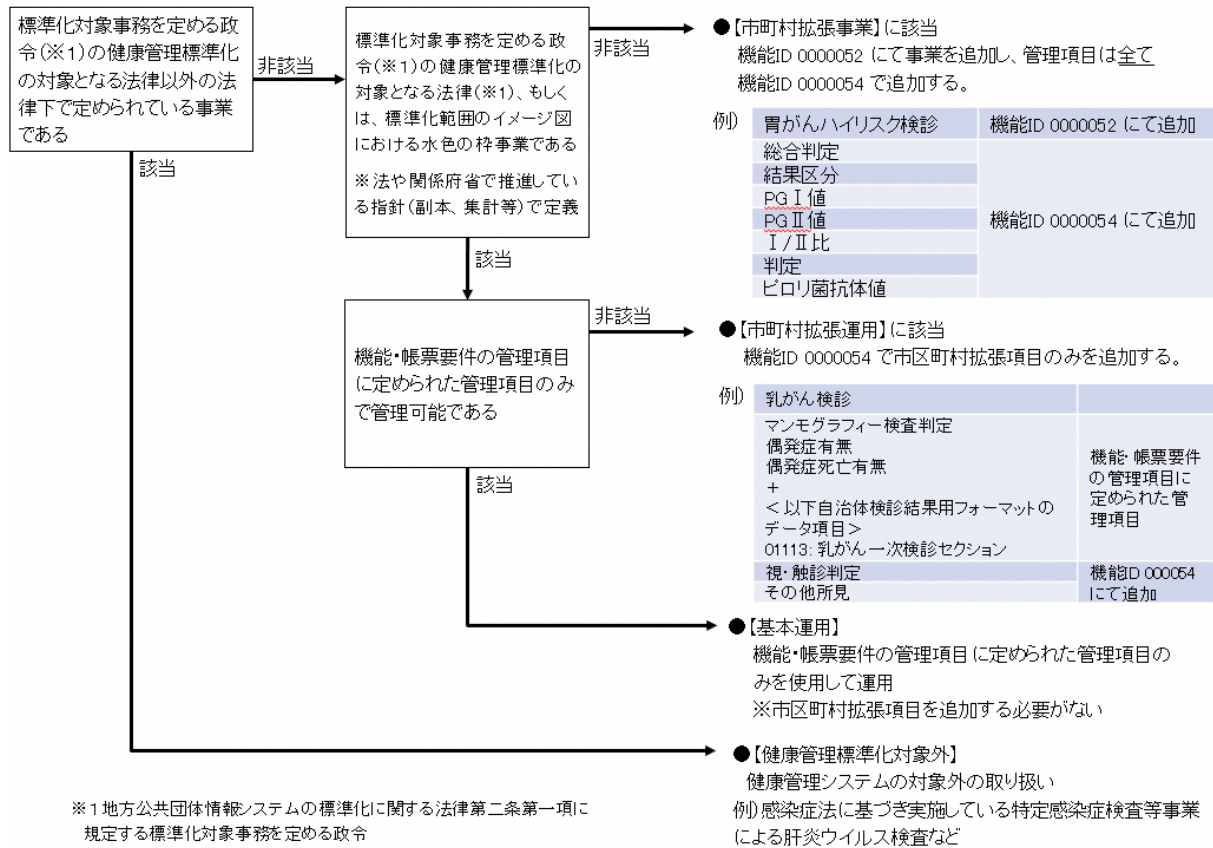 標準化対象事務を定める政
令(※1)の健康管理標準化
の対象となる法律以外の法
律下で定められている事業
である
非該当
該当
標準化対象事務を定める政
令(※1)の健康管理標準化の
対象となる法律(※1)、もしく
は、標準化範囲のイメージ図
における水色の枠事業である
※法や関係府省で推進してい
る指針(副本、集計等)で定義
非該当
該当
機能・帳票要件の管理項目
に定められた管理項目のみ
で管理可能である
非該当
該当
●【市町村拡張事業】に該当
機能ID 0000052 にて事業を追加し、管理項目は全て
機能ID 0000054 で追加する。
例)
胃がんハイリスク検診
機能ID 0000052 にて追加
総合判定
結果区分
PGⅠ値
PGⅡ値
Ⅰ/Ⅱ比
判定
ピロリ菌抗体値
機能ID 0000054 にて追加
●【市町村拡張運用】に該当
機能ID 0000054 で市区町村拡張項目のみを追加する。
例)
乳がん検診
マンモグラフィー検査判定
偶発症有無
偶発症死亡有無
+
<以下自治体検診結果用フォーマットの
データ項目>
01113:乳がん一次検診セクション
機能・帳票要件
の管理項目に
定められた管
理項目
視・触診判定
その他所見
機能ID 000054
にて追加
●【基本運用】
機能・帳票要件の管理項目に定められた管理項目の
みを使用して運用
※市区町村拡張項目を追加する必要がない
●【健康管理標準化対象外】
健康管理システムの対象外の取り扱い
例)感染症法に基づき実施している特定感染症検査等事業
による肝炎ウイルス検査など
※1地方公共団体情報システムの標準化に関する法律第二条第一項に
規定する標準化対象事務を定める政令